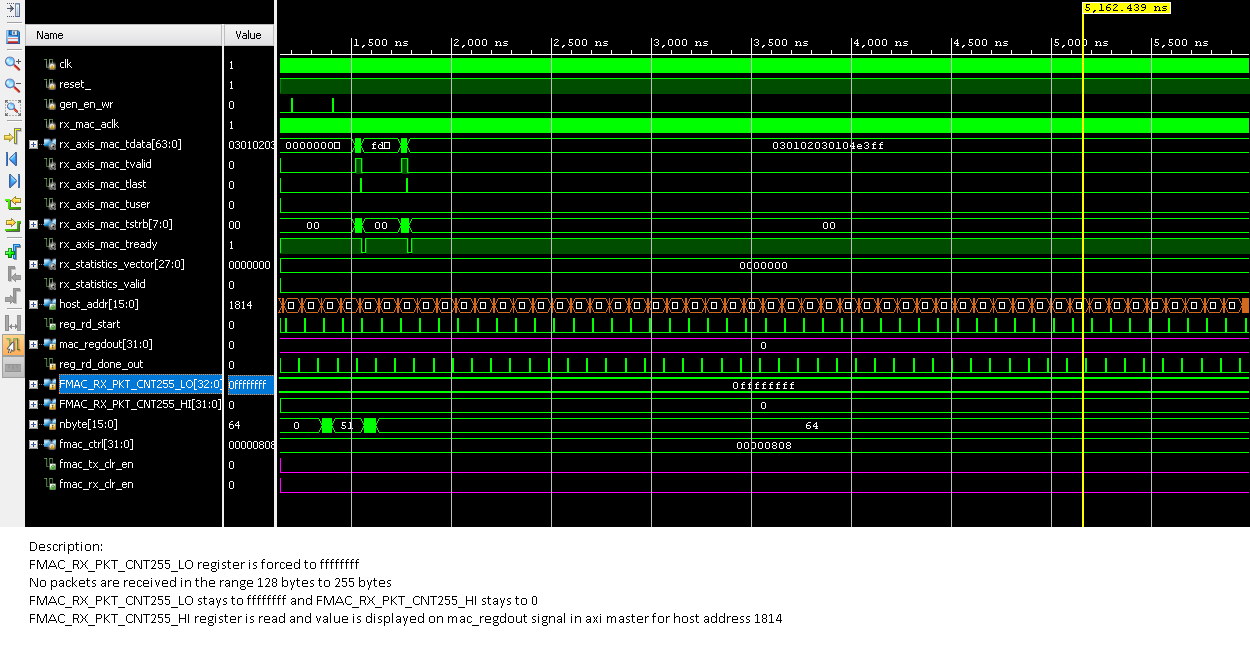 5,162.439 ns
Name Value
1,500 ns 2,000 ns 2,500 ns 3,000 ns 3,500 ns 4,000 ns 4,500 ns 5,000 ns 5,500 ns
clk 1
reset_ 1
gen_en_wr 0
rx_mac_aclk 1
rx_axis_mac_tdata[63:0] 03010203 0000000 fd 030102030104e3ff
rx_axis_mac_tvalid 0
rx_axis_mac_tlast 0
rx_axis_mac_tuser 0
rx_axis_mac_tstrb[7:0] 00 00 00 00
rx_axis_mac_tready 1
rx_statistics_vector[27:0] 0000000 0000000
rx_statistics_valid 0
host_addr[15:0] 1814
reg_rd_start 0
mac_regdout[31:0] 0 0
reg_rd_done_out 0
FMAC_RX_PKT_CNT255_LO[32:0] 0ffffffff 0ffffffff
FMAC_RX_PKT_CNT255_HI[31:0] 0 0
nbyte[15:0] 64 0 51 64
fmac_ctrl[31:0] 00000808 00000808
fmac_tx_clr_en 0
fmac_rx_clr_en 0
Description:
FMAC_RX_PKT_CNT255_LO register is forced to ffffffff
No packets are received in the range 128 bytes to 255 bytes
FMAC_RX_PKT_CNT255_LO stays to ffffffff and FMAC_RX_PKT_CNT255_HI stays to 0
FMAC_RX_PKT_CNT255_HI register is read and value is displayed on mac_regdout signal in axi master for host address 1814